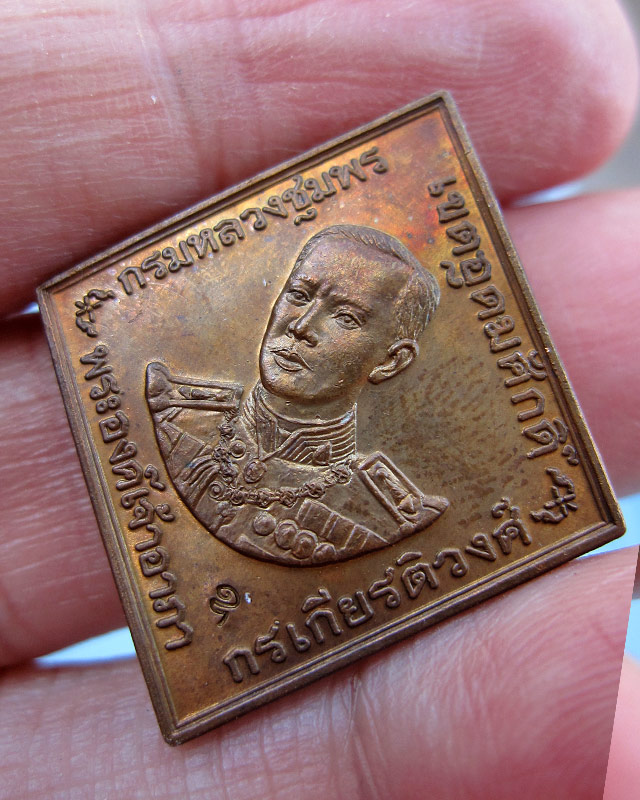 กรมหลวงชุมพร
เขตอุดมศักดิ์
พระองค์เจ้าอาภา
กรเกียรติวงศ์